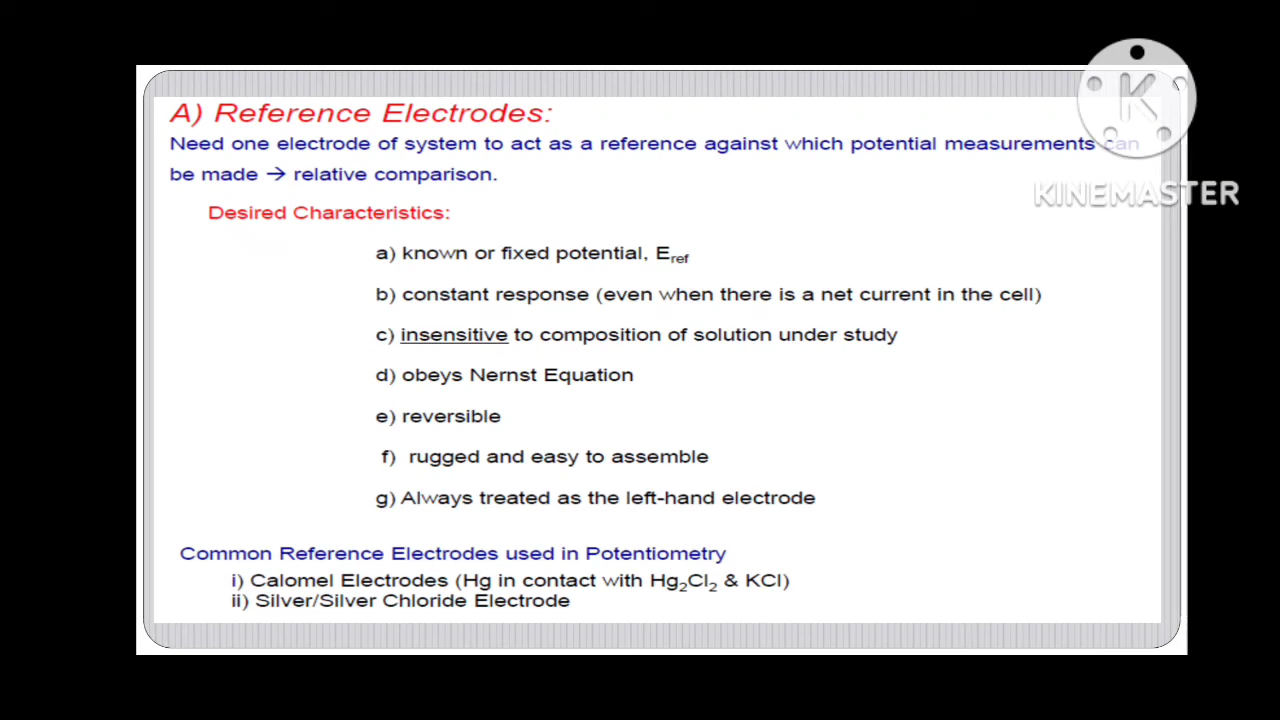 A) Reference Electrodes:
Need one electrode of system to act as a reference against which potential measurements can
be made → relative comparison.
Desired Characteristics:
a) known or fixed potential, Eref
b) constant response (even when there is a net current in the cell)
c) insensitive to composition of solution under study
d) obeys Nernst Equation
e) reversible
f) rugged and easy to assemble
g) Always treated as the left-hand electrode
Common Reference Electrodes used in Potentiometry
i) Calomel Electrodes (Hg in contact with Hg2Cl2 & KCl)
ii) Silver/Silver Chloride Electrode
K
KINEMASTER